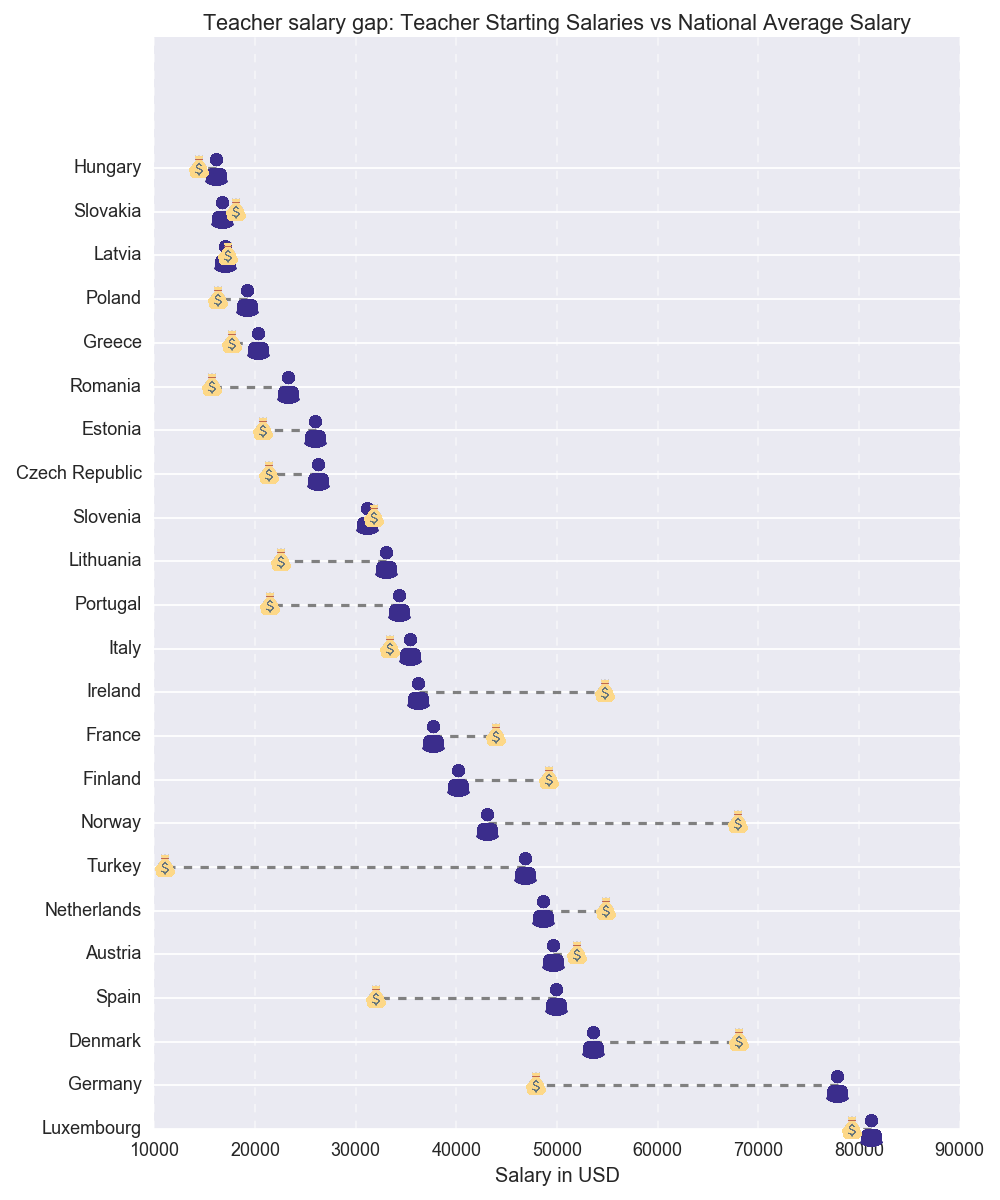 Teacher salary gap: Teacher Starting Salaries vs National Average Salary
Hungary
$
Slovakia
$
Latvia
$
Poland
$
Greece
$
Romania
$
Estonia
$
Czech Republic
$
Slovenia
$
Lithuania
$
Portugal
$
Italy
$
Ireland
$
France
$
Finland
$
Norway
$
Turkey
$
Netherlands
$
Austria
$
Spain
$
Denmark
$
Germany
$
Luxembourg
$
10000 20000 30000 40000 50000 60000 70000 80000 90000
Salary in USD